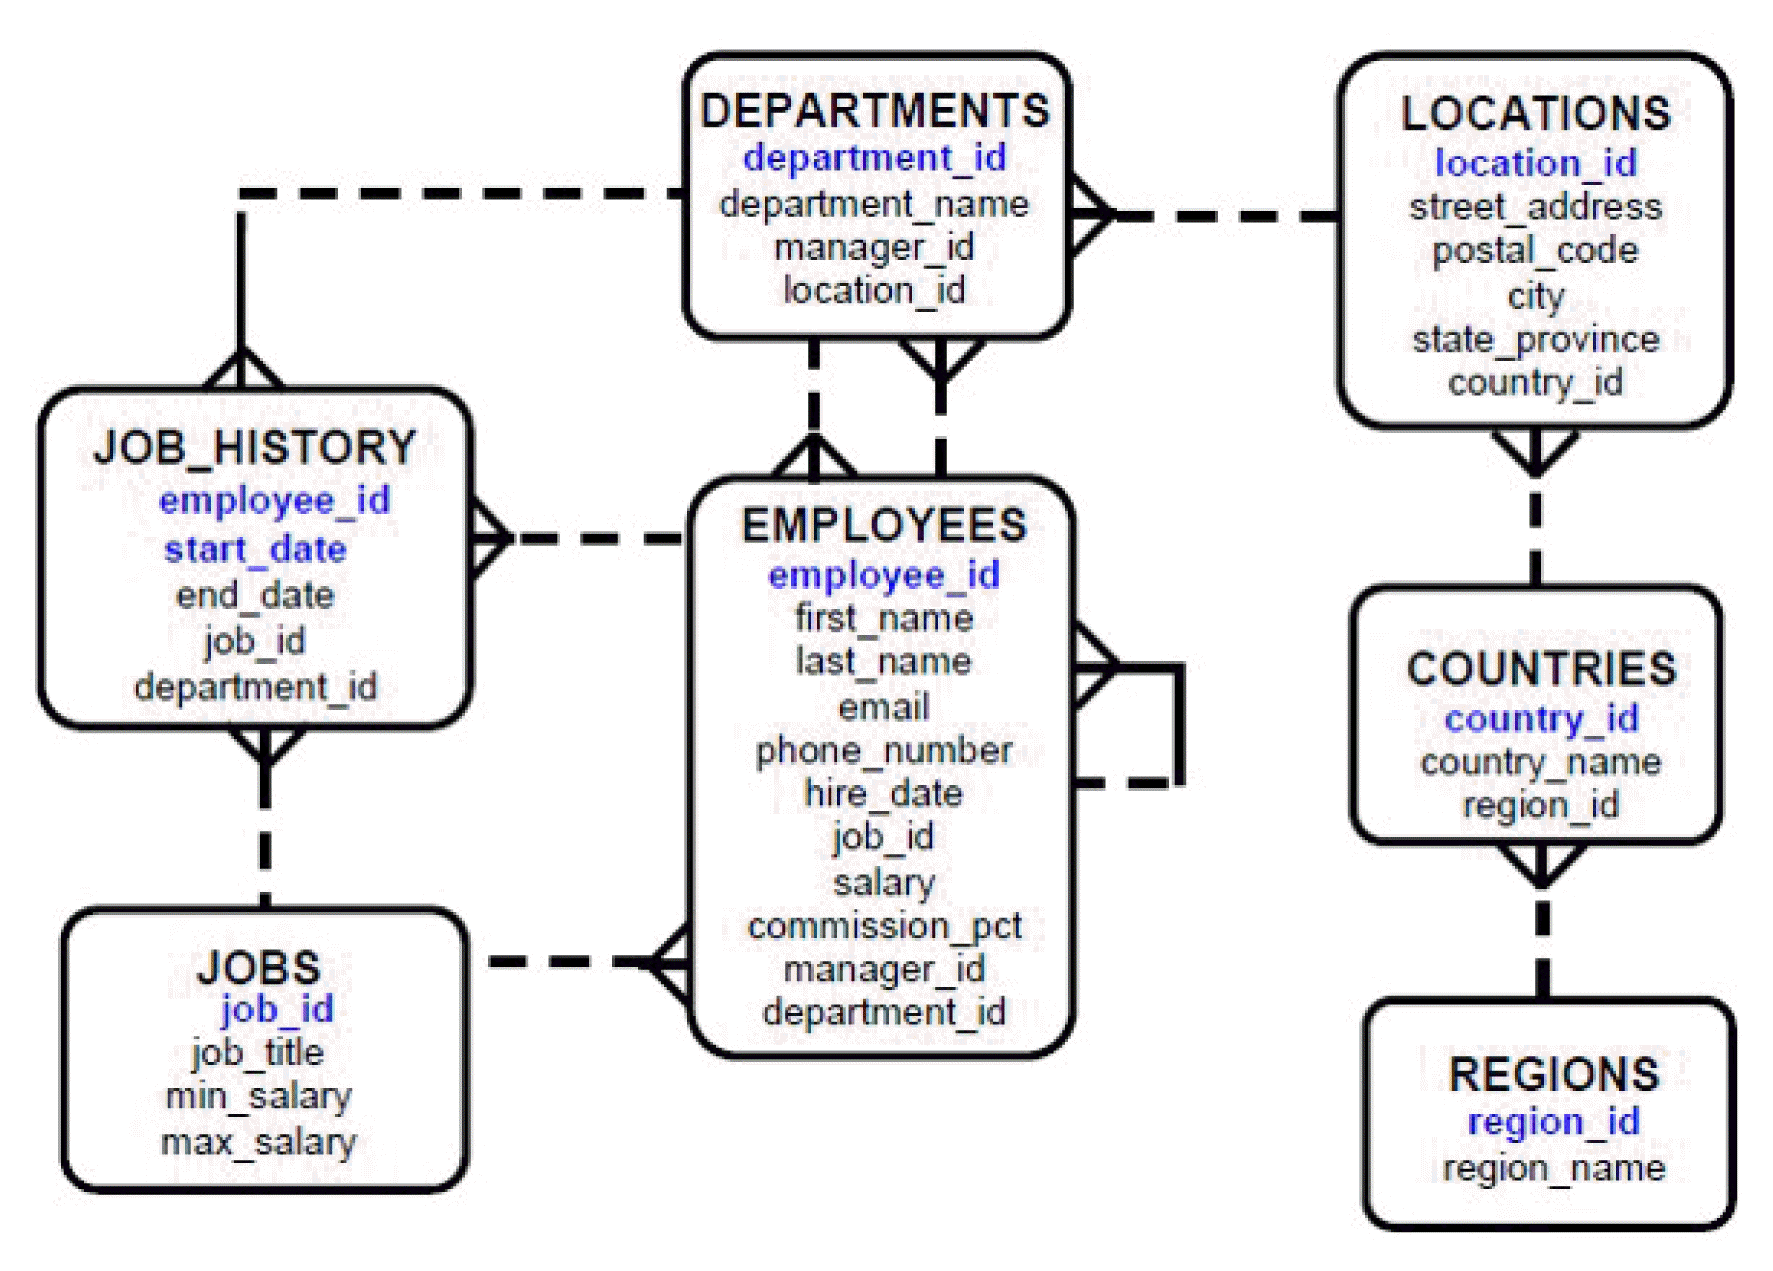 DEPARTMENTS
department_id
department_name
manager_id
location_id
LOCATIONS
location_id
street_address
postal_code
city
state_province
country_id
JOB_HISTORY
employee_id
start_date
end_date
job_id
department_id
EMPLOYEES
employee_id
first_name
last_name
email
phone_number
hire_date
job_id
salary
commission_pct
manager_id
department_id
COUNTRIES
country_id
country_name
region_id
JOBS
job_id
job_title
min_salary
max_salary
REGIONS
region_id
region_name